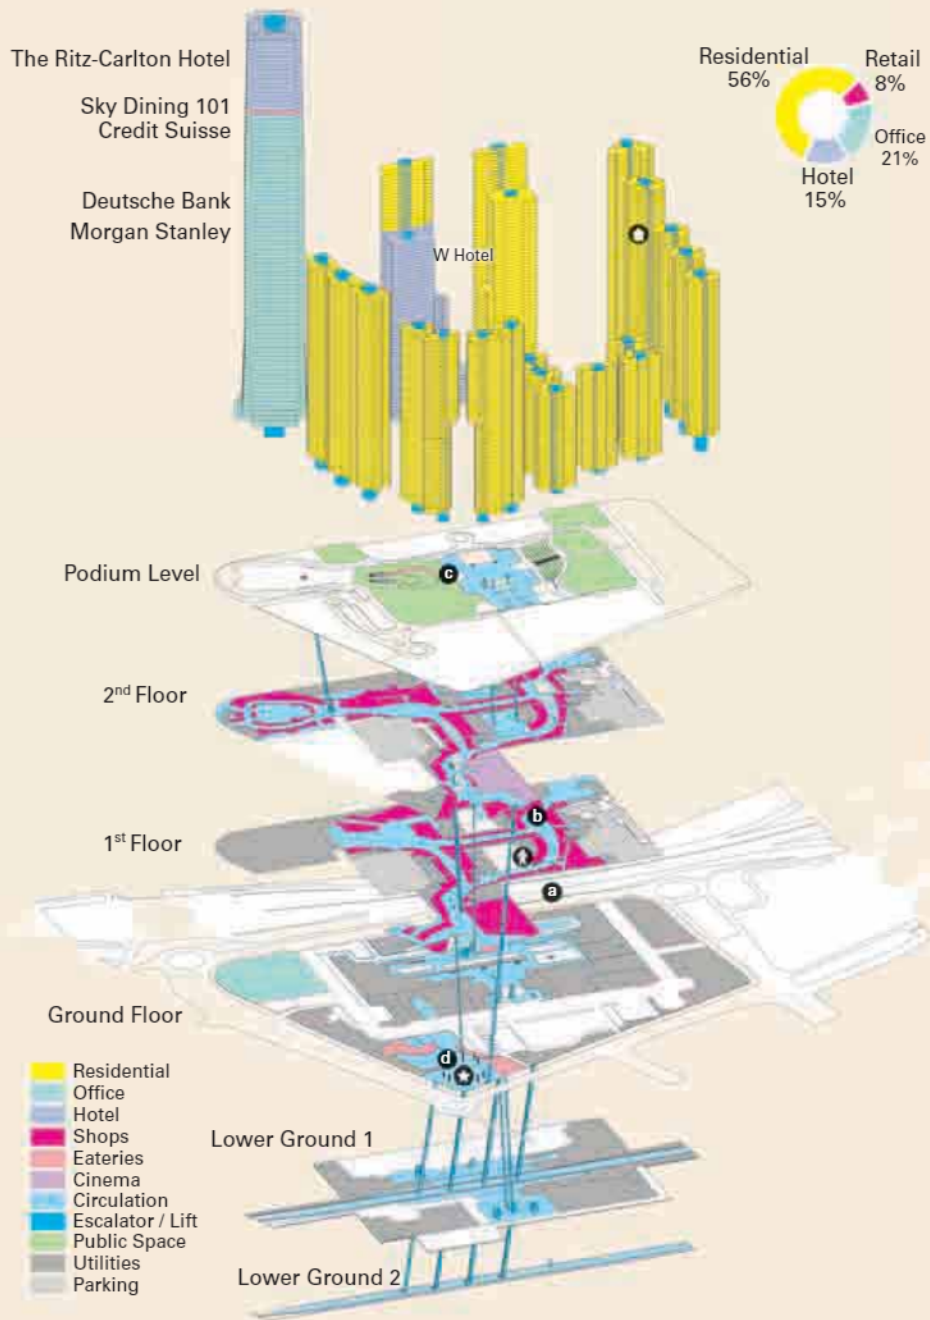 The Ritz-Carlton Hotel
Sky Dining 101
Credit Suisse
Deutsche Bank
Morgan Stanley
W Hotel
Residential
56%
Retail
8%
Office
21%
Hotel
15%
Podium Level
c
2nd Floor
1st Floor
b
a
Ground Floor
d
Residential
Office
Hotel
Shops
Eateries
Cinema
Circulation
Escalator / Lift
Public Space
Utilities
Parking
Lower Ground 1
Lower Ground 2